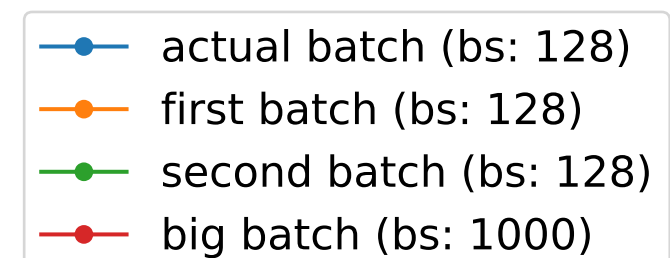 actual batch (bs: 128)
first batch (bs: 128)
second batch (bs: 128)
big batch (bs: 1000)